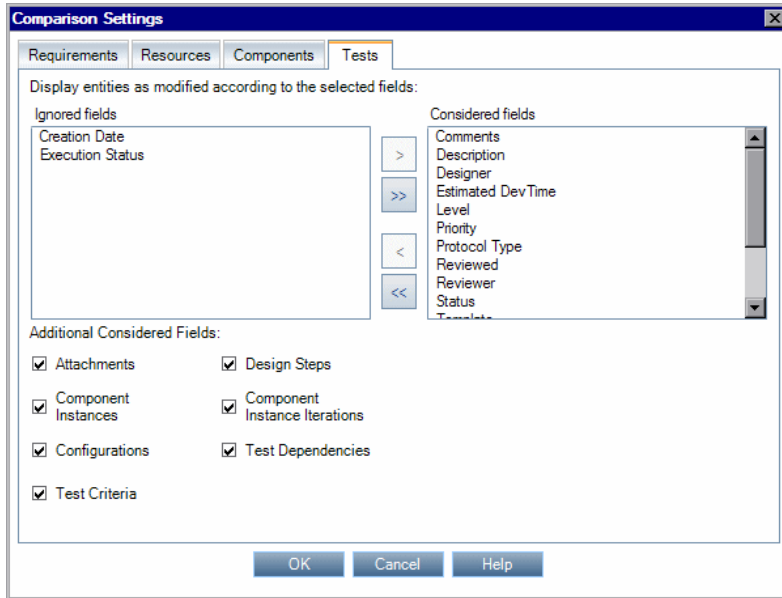 Comparison Settings
Requirements Resources Components Tests
Display entities as modified according to the selected fields:
Ignored fields
Creation Date
Execution Status
>
>>
<
<<
Considered fields
Comments
Description
Designer
Estimated DevTime
Level
Priority
Protocol Type
Reviewed
Reviewer
Status
Template
Additional Considered Fields:
Attachments
Design Steps
Component
Instances
Component
Instance Iterations
Configurations
Test Dependencies
Test Criteria
OK Cancel Help